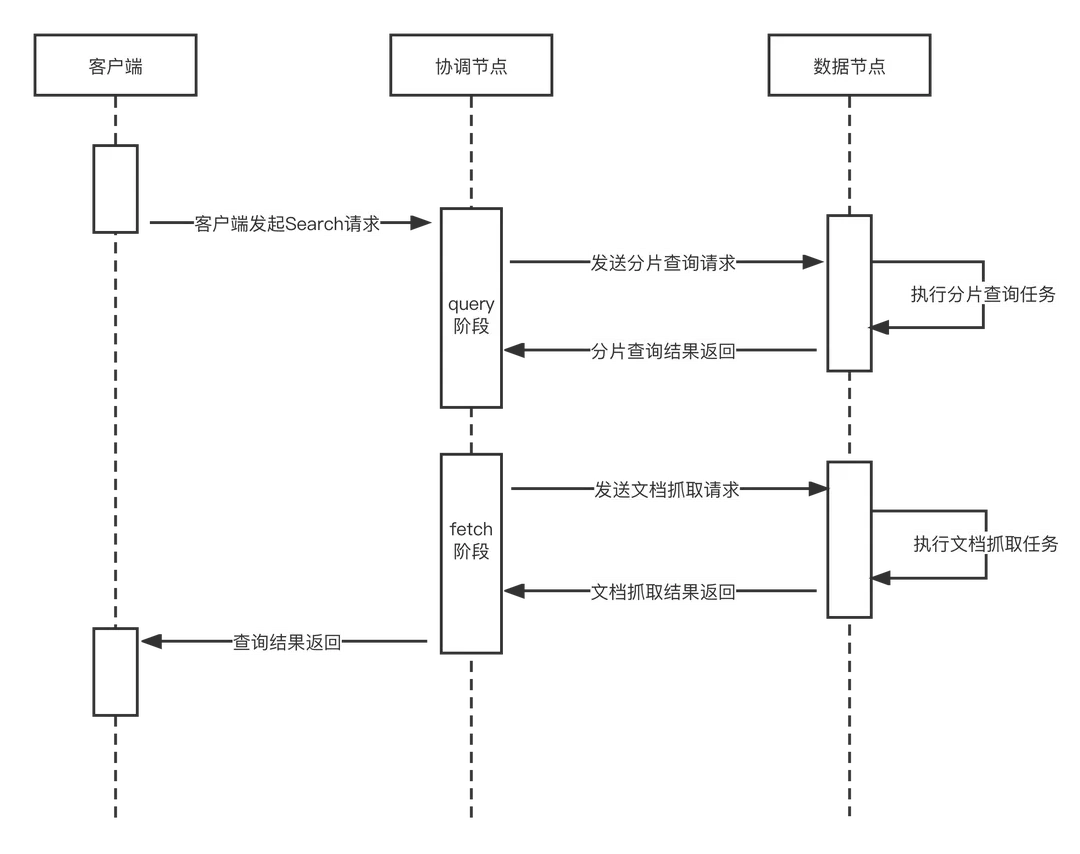 客户端
协调节点
数据节点
客户端发起Search请求
发送分片查询请求
执行分片查询任务
query
阶段
分片查询结果返回
发送文档抓取请求
fetch
阶段
执行文档抓取任务
文档抓取结果返回
查询结果返回